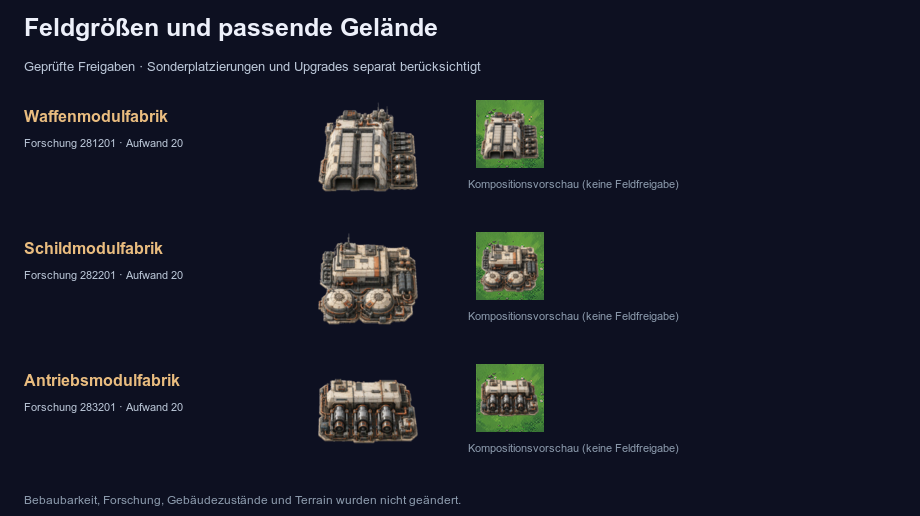 Feldgrößen und passende Gelände
Geprüfte Freigaben · Sonderplatzierungen und Upgrades separat berücksichtigt
Waffenmodulfabrik
Forschung 281201 · Aufwand 20
Kompositionsvorschau (keine Feldfreigabe)
Schildmodulfabrik
Forschung 282201 · Aufwand 20
Kompositionsvorschau (keine Feldfreigabe)
Antriebsmodulfabrik
Forschung 283201 · Aufwand 20
Kompositionsvorschau (keine Feldfreigabe)
Bebaubarkeit, Forschung, Gebäudezustände und Terrain wurden nicht geändert.